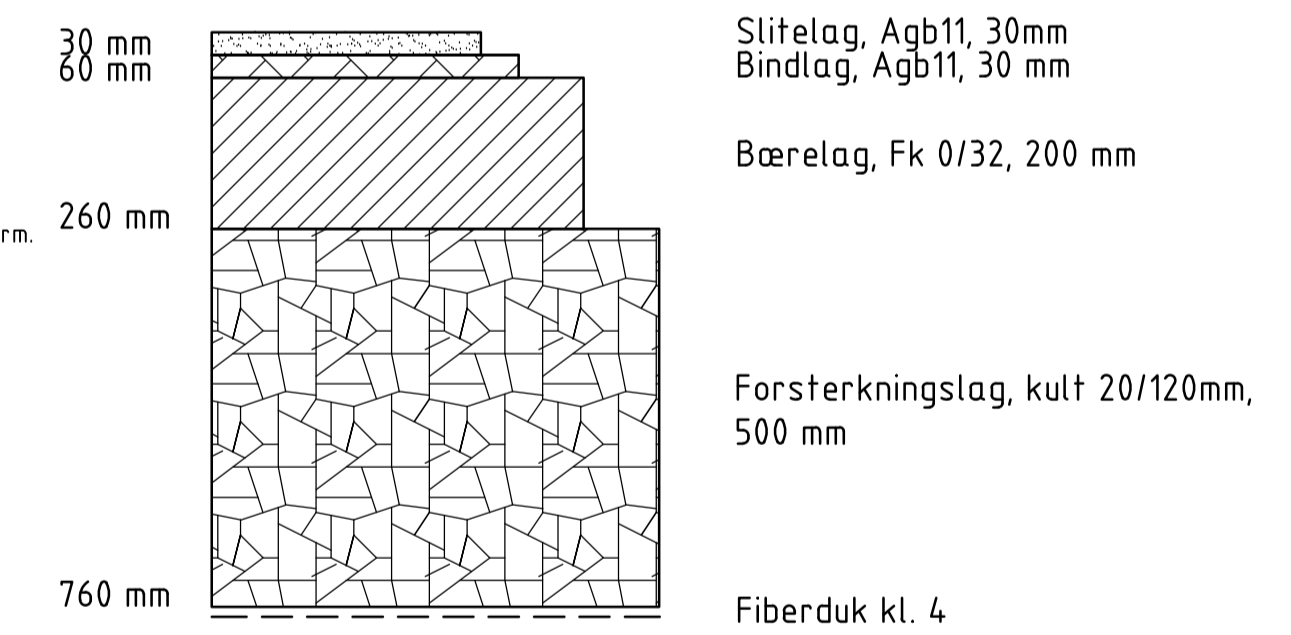 30 mm
60 mm
260 mm
rm.
760 mm
Slitelag, Agb11, 30mm
Bindlag, Agb11, 30 mm
Bærelag, Fk 0/32, 200 mm
Forsterkningslag, kult 20/120mm,
500 mm
Fiberduk kl. 4